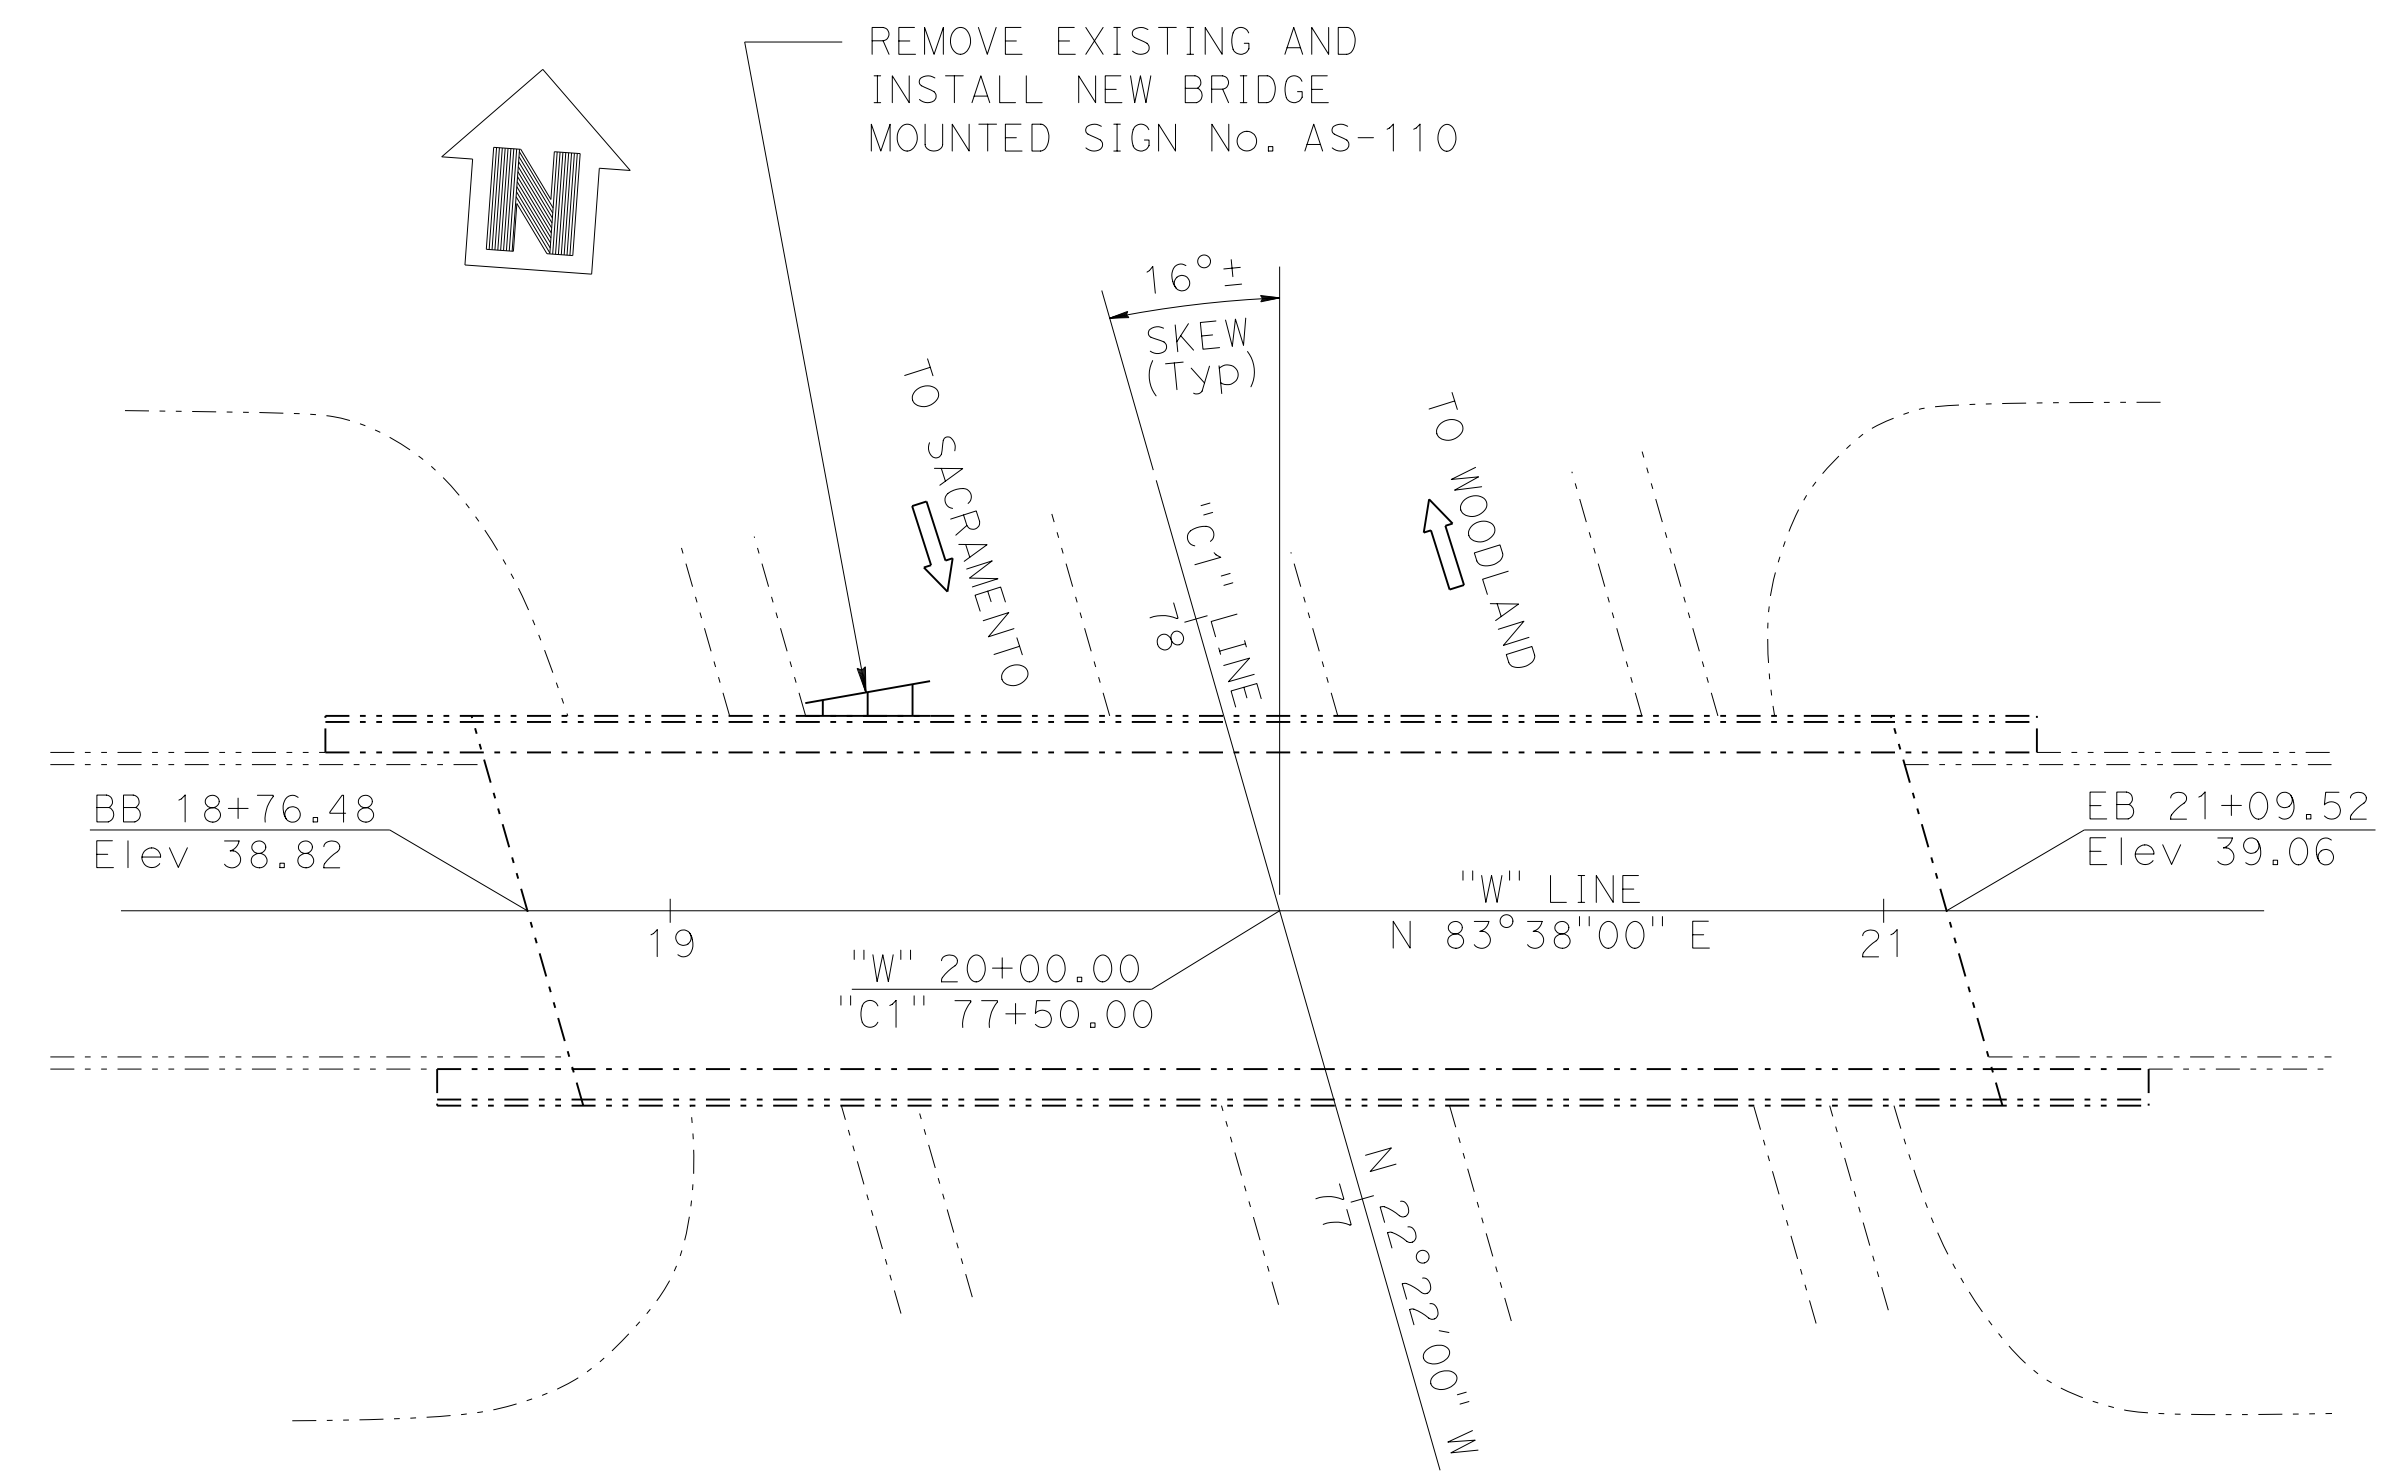 REMOVE EXISTING AND
INSTALL NEW BRIDGE
MOUNTED SIGN No. AS-110
N
16°±
SKEW
(Typ)
TO SACRAMENTO
TO WOODLAND
"C1" LINE
78
BB 18+76.48
Elev 38.82
EB 21+09.52
Elev 39.06
"W" LINE
N 83°38"00" E
19
21
"W" 20+00.00
"C1" 77+50.00
77
N 22°22'00" W